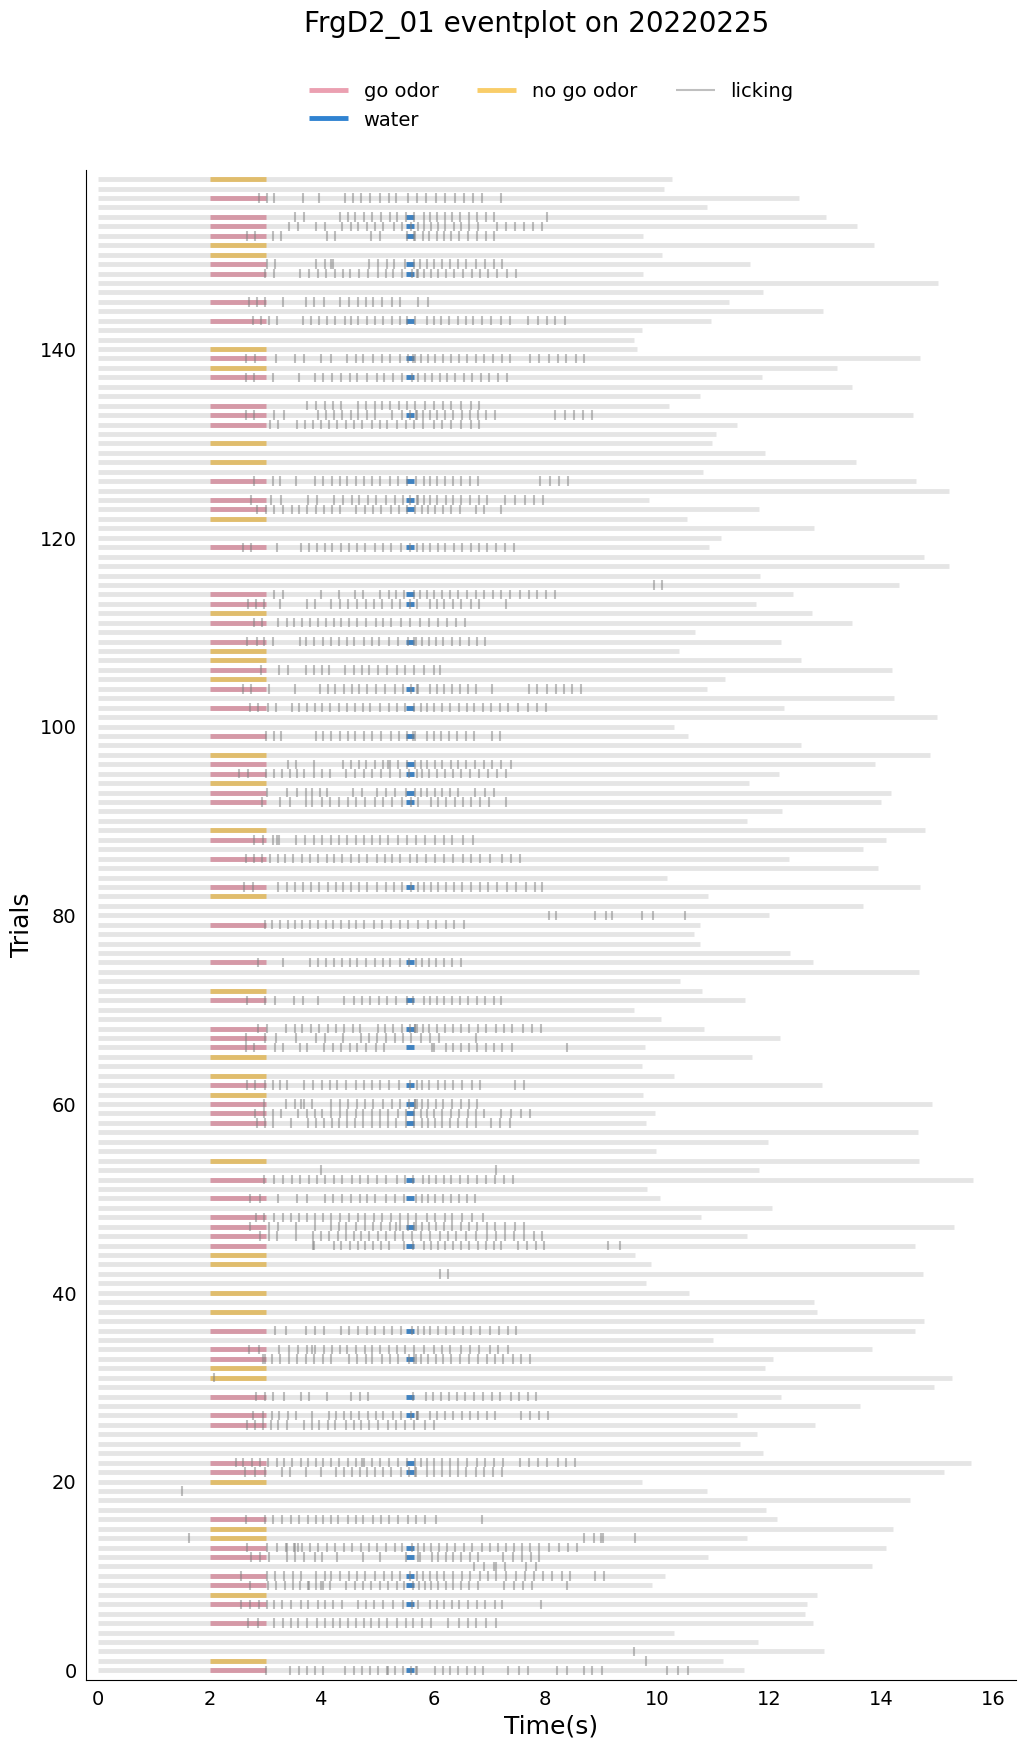 FrgD2_01 eventplot on 20220225
go odor
no go odor
licking
water
140
120
100
80
60
40
20
0
Trials
0 2 4 6 8 10 12 14 16
Time(s)